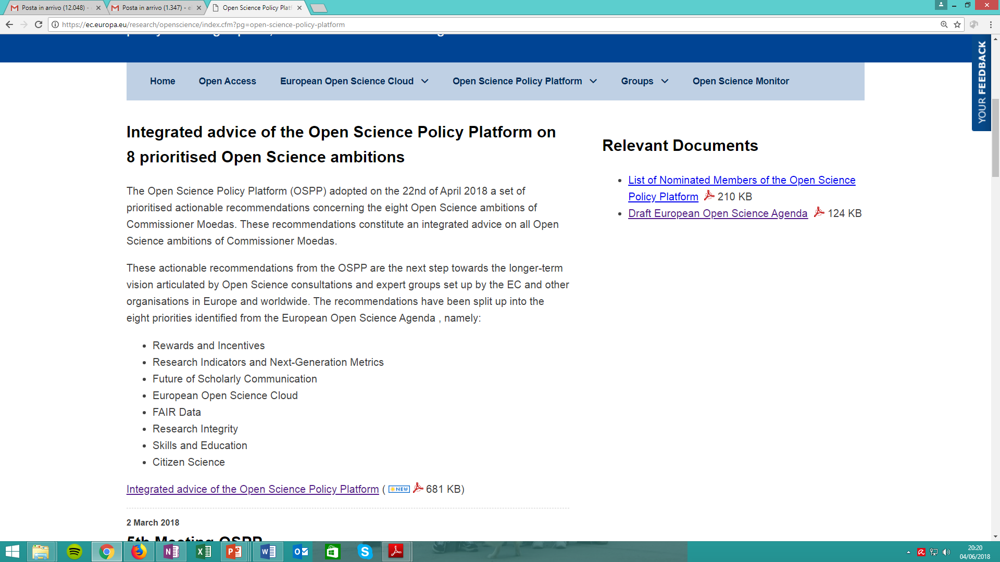 Posta in arrivo (12.048) -
Posta in arrivo (1.347) - el
Open Science Policy Platf
https://ec.europa.eu/research/openscience/index.cfm?pg=open-science-policy-platform
YOUR FEEDBACK
Home Open Access European Open Science Cloud Open Science Policy Platform Groups Open Science Monitor
Integrated advice of the Open Science Policy Platform on
8 prioritised Open Science ambitions
The Open Science Policy Platform (OSPP) adopted on the 22nd of April 2018 a set of
prioritised actionable recommendations concerning the eight Open Science ambitions of
Commissioner Moedas. These recommendations constitute an integrated advice on all Open
Science ambitions of Commissioner Moedas.
These actionable recommendations from the OSPP are the next step towards the longer-term
vision articulated by Open Science consultations and expert groups set up by the EC and other
organisations in Europe and worldwide. The recommendations have been split up into the
eight priorities identified from the European Open Science Agenda , namely:
• Rewards and Incentives
• Research Indicators and Next-Generation Metrics
• Future of Scholarly Communication
• European Open Science Cloud
• FAIR Data
• Research Integrity
• Skills and Education
• Citizen Science
Integrated advice of the Open Science Policy Platform ( NEW 681 KB)
2 March 2018
5th Meeting OSPP
Relevant Documents
• List of Nominated Members of the Open Science
Policy Platform 210 KB
• Draft European Open Science Agenda 124 KB
20:20
04/06/2018